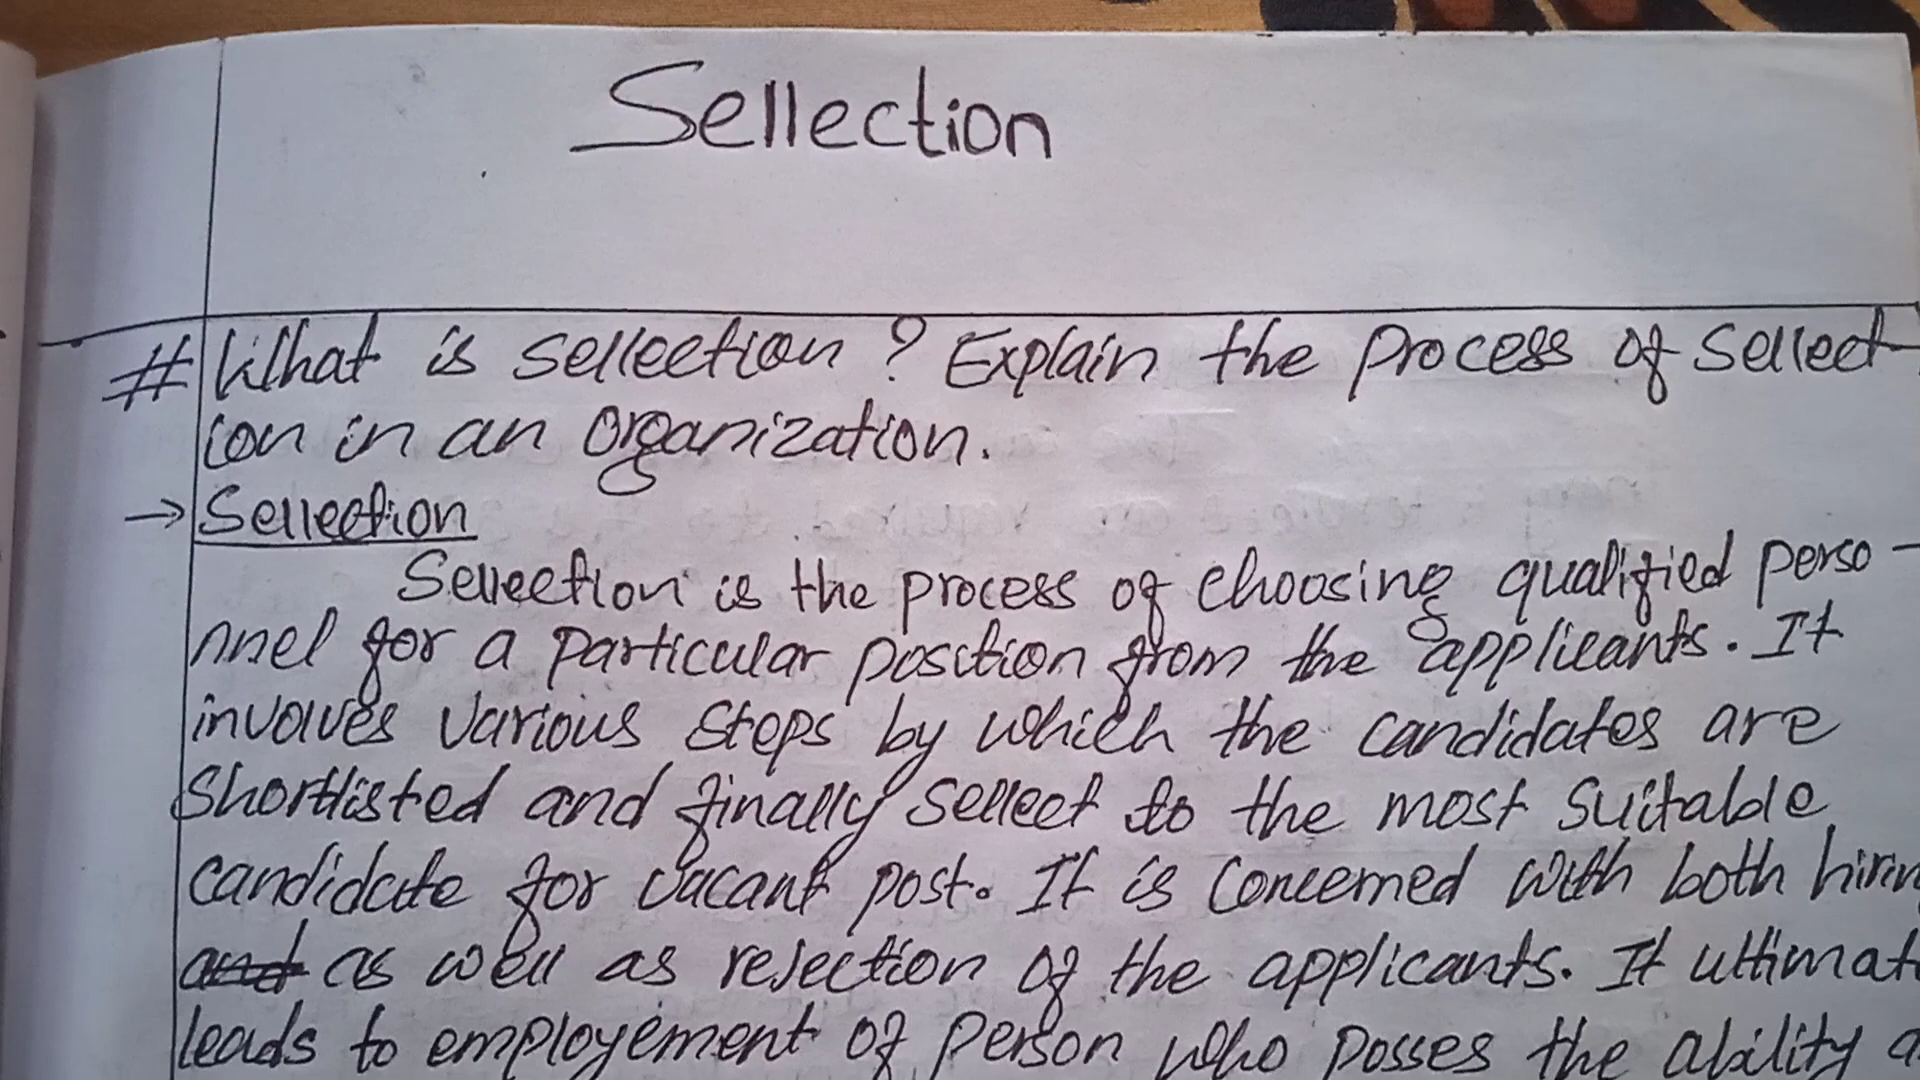 Sellection
# What is sellection? Explain the process of sellect-
ion in an organization.
→ Sellection
Sellection is the process of choosing qualified perso-
nnel for a particular position from the applicants. It
involves various steps by which the candidates are
shortlisted and finally sellect to the most suitable
candidate for vacant post. It is concerned with both hirin
and as well as rejection of the applicants. It ultimat
leads to employement of person who posses the ability a